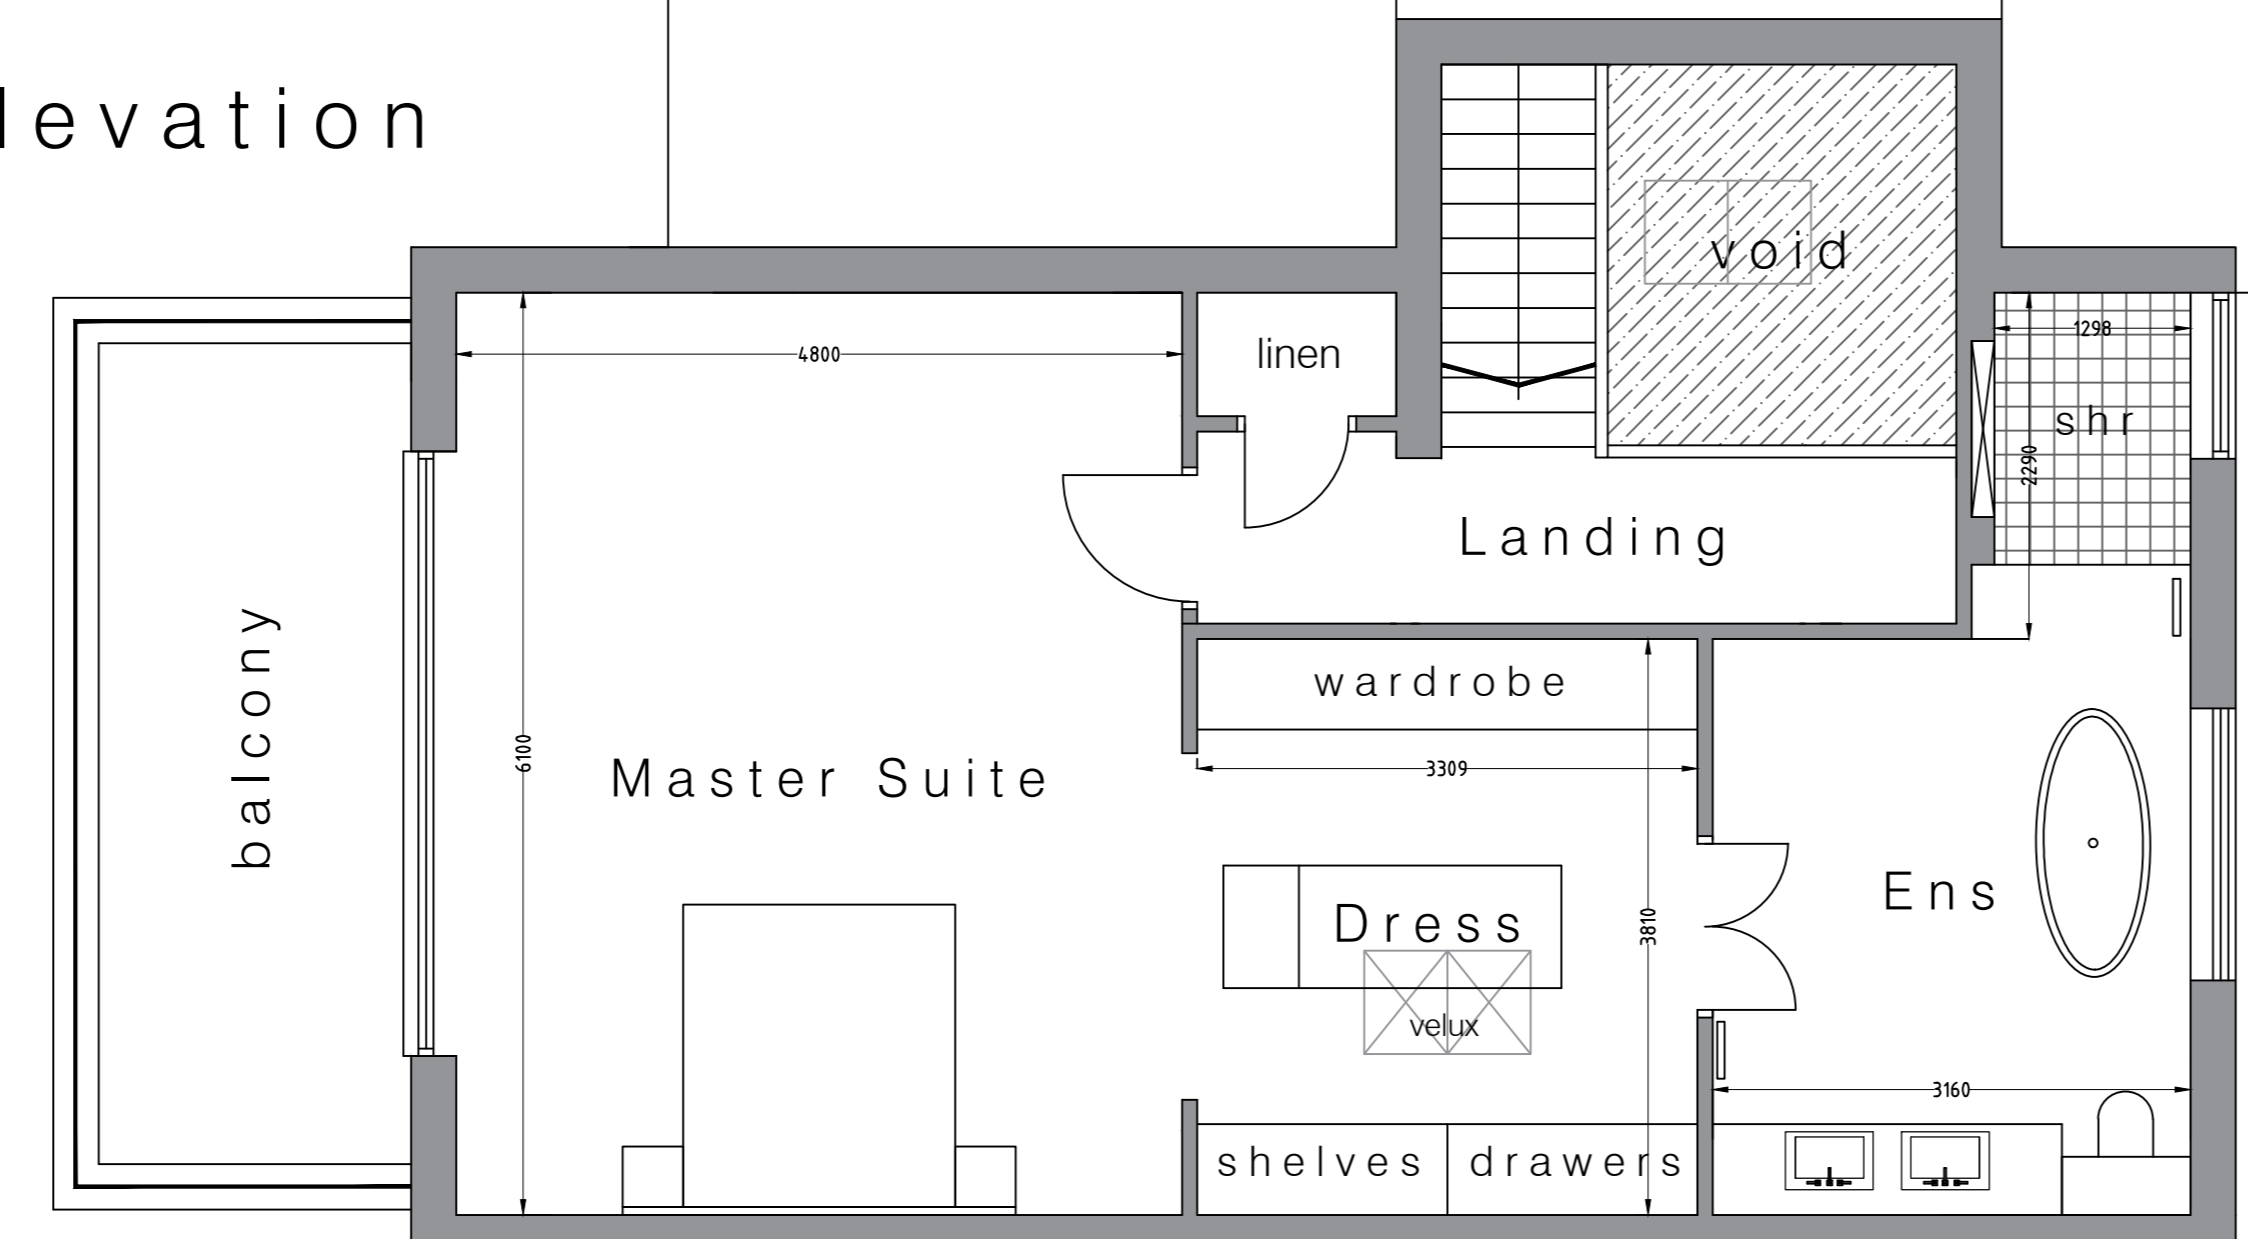 levation
void
1298
linen
4800
shr
2290
Landing
balcony
wardrobe
6100
Master Suite
3309
Ens
Dress
3810
velux
3160
shelves
drawers